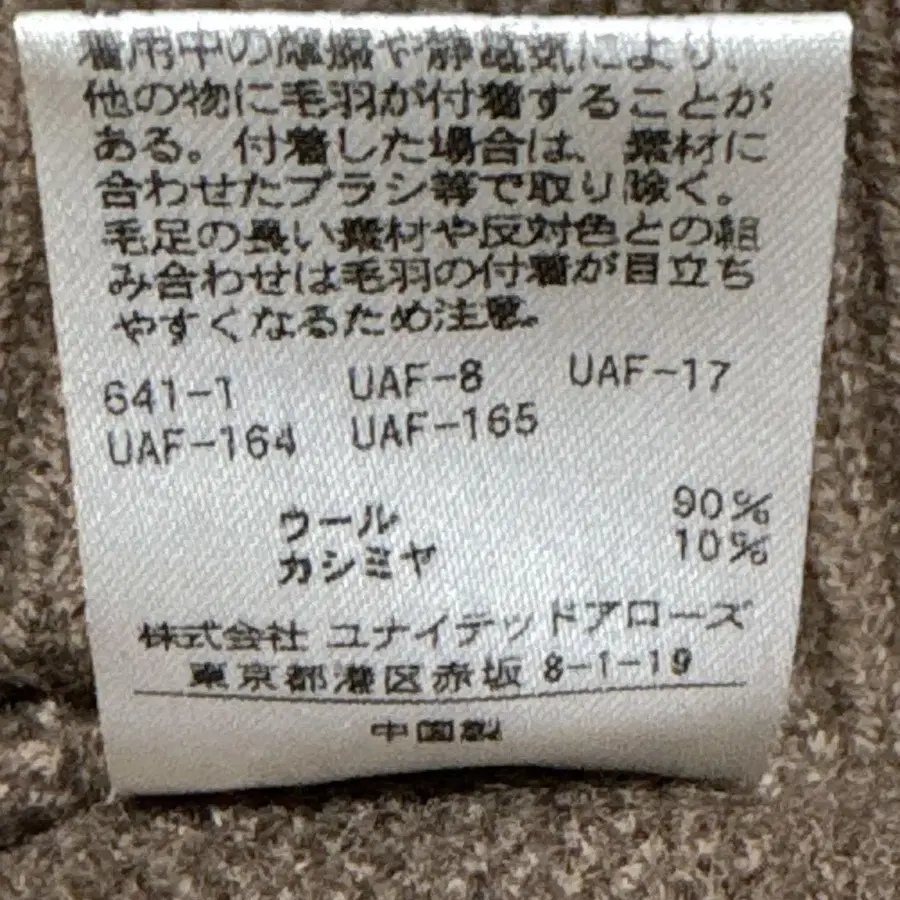 着用中の摩擦や静電気により、
他の物に毛羽が付着することが
ある。付着した場合は、素材に
合わせたブラシ等で取り除く。
毛足の長い素材や反対色との組
み合わせは毛羽の付着が目立ち
やすくなるため注意。
641-1 UAF-8 UAF-17
UAF-164 UAF-165
ウール 90%
カシミヤ 10%
株式会社 ユナイテッドアローズ
東京都港区赤坂 8-1-19
中国製